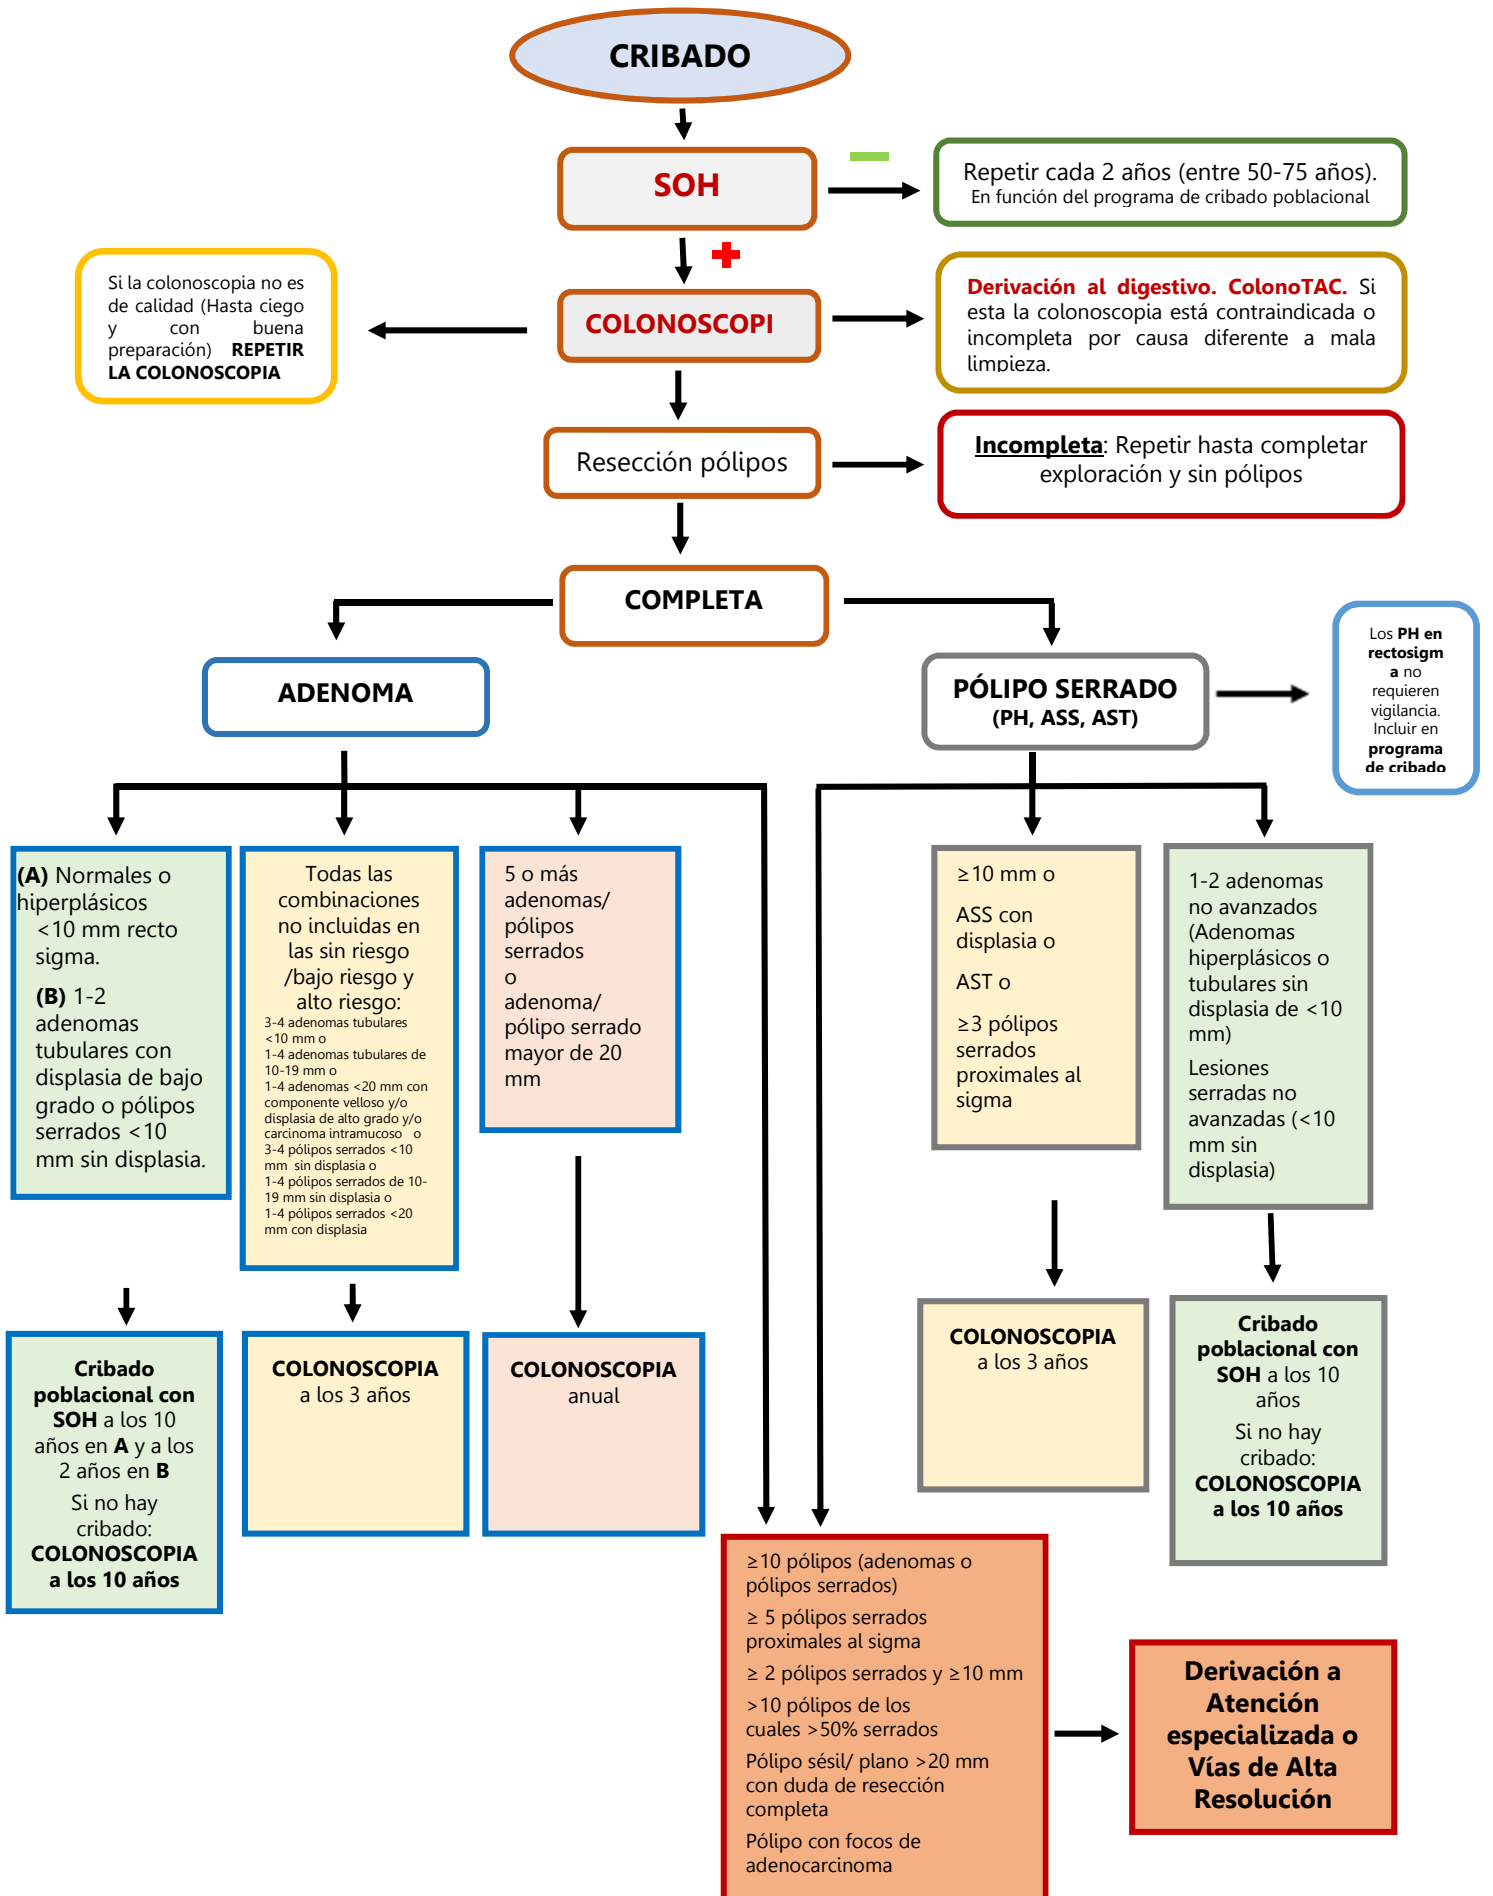 CRIBADO
SOH
Repetir cada 2 años (entre 50-75 años).
En función del programa de cribado poblacional
Si la colonoscopia no es
de calidad (Hasta ciego
y con buena
preparación) REPETIR
LA COLONOSCOPIA
COLONOSCOPI
Derivación al digestivo. ColonoTAC. Si
esta la colonoscopia está contraindicada o
incompleta por causa diferente a mala
limpieza.
Resección pólipos
Incompleta: Repetir hasta completar
exploración y sin pólipos
COMPLETA
ADENOMA
PÓLIPO SERRADO
(PH, ASS, AST)
Los PH en
rectosigm
a no
requieren
vigilancia.
Incluir en
programa
de cribado
(A) Normales o
hiperplásicos
<10 mm recto
sigma.
(B) 1-2
adenomas
tubulares con
displasia de bajo
grado o pólipos
serrados <10
mm sin displasia.
Todas las
combinaciones
no incluidas en
las sin riesgo
/bajo riesgo y
alto riesgo:
3-4 adenomas tubulares
<10 mm o
1-4 adenomas tubulares de
10-19 mm o
1-4 adenomas <20 mm con
componente velloso y/o
displasia de alto grado y/o
carcinoma intramucoso o
3-4 pólipos serrados <10
mm sin displasia o
1-4 pólipos serrados de 10-
19 mm sin displasia o
1-4 pólipos serrados <20
mm con displasia
5 o más
adenomas/
pólipos
serrados
o
adenoma/
pólipo serrado
mayor de 20
mm
≥10 mm o
ASS con
displasia o
AST o
≥3 pólipos
serrados
proximales al
sigma
1-2 adenomas
no avanzados
(Adenomas
hiperplásicos o
tubulares sin
displasia de <10
mm)
Lesiones
serradas no
avanzadas (<10
mm sin
displasia)
Cribado
poblacional con
SOH a los 10
años en A y a los
2 años en B
Si no hay
cribado:
COLONOSCOPIA
a los 10 años
COLONOSCOPIA
a los 3 años
COLONOSCOPIA
anual
COLONOSCOPIA
a los 3 años
Cribado
poblacional con
SOH a los 10
años
Si no hay
cribado:
COLONOSCOPIA
a los 10 años
≥10 pólipos (adenomas o
pólipos serrados)
≥ 5 pólipos serrados
proximales al sigma
≥ 2 pólipos serrados y ≥10 mm
>10 pólipos de los
cuales >50% serrados
Pólipo sésil/ plano >20 mm
con duda de resección
completa
Pólipo con focos de
adenocarcinoma
Derivación a
Atención
especializada o
Vías de Alta
Resolución